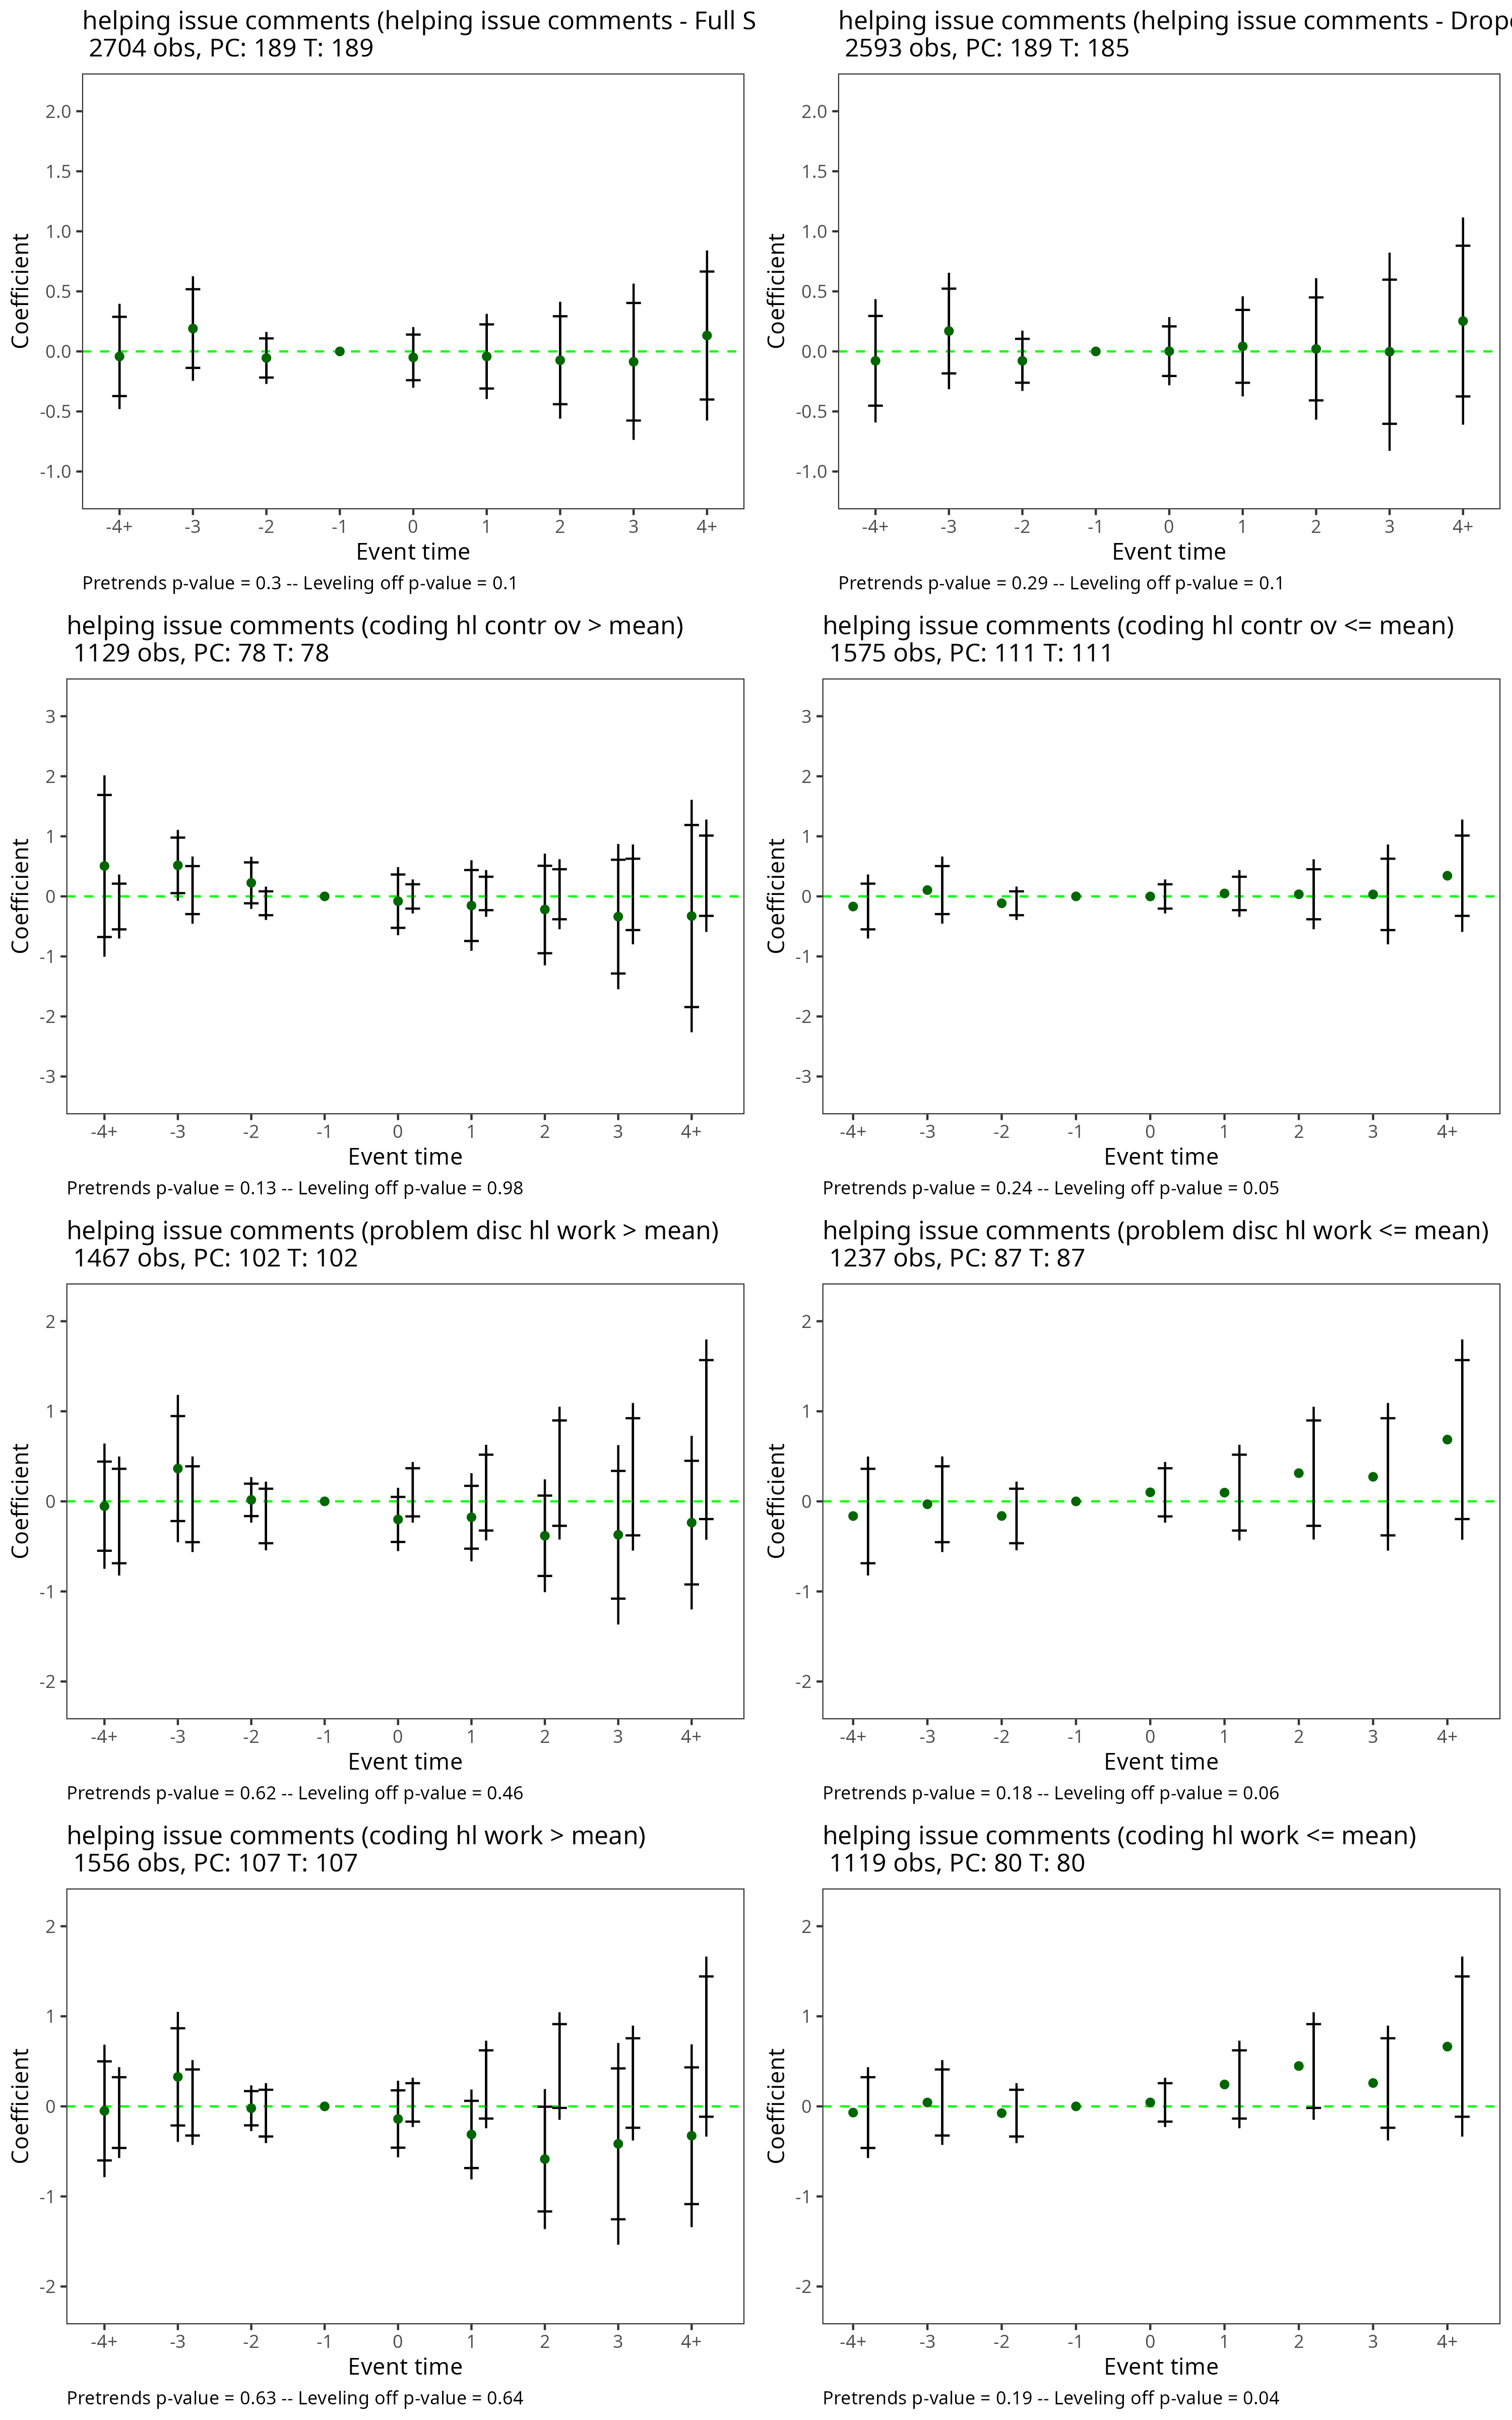 helping issue comments (helping issue comments - Full S
2704 obs, PC: 189 T: 189
2.0
1.5
1.0
0.5
0.0
-0.5
-1.0
Coefficient
-4+ -3 -2 -1 0 1 2 3 4+
Event time
Pretrends p-value = 0.3 -- Leveling off p-value = 0.1
helping issue comments (helping issue comments - Drop
2593 obs, PC: 189 T: 185
2.0
1.5
1.0
0.5
0.0
-0.5
-1.0
Coefficient
-4+ -3 -2 -1 0 1 2 3 4+
Event time
Pretrends p-value = 0.29 -- Leveling off p-value = 0.1
helping issue comments (coding hl contr ov > mean)
1129 obs, PC: 78 T: 78
3
2
1
0
-1
-2
-3
Coefficient
-4+ -3 -2 -1 0 1 2 3 4+
Event time
Pretrends p-value = 0.13 -- Leveling off p-value = 0.98
helping issue comments (coding hl contr ov <= mean)
1575 obs, PC: 111 T: 111
3
2
1
0
-1
-2
-3
Coefficient
-4+ -3 -2 -1 0 1 2 3 4+
Event time
Pretrends p-value = 0.24 -- Leveling off p-value = 0.05
helping issue comments (problem disc hl work > mean)
1467 obs, PC: 102 T: 102
2
1
0
-1
-2
Coefficient
-4+ -3 -2 -1 0 1 2 3 4+
Event time
Pretrends p-value = 0.62 -- Leveling off p-value = 0.46
helping issue comments (problem disc hl work <= mean)
1237 obs, PC: 87 T: 87
2
1
0
-1
-2
Coefficient
-4+ -3 -2 -1 0 1 2 3 4+
Event time
Pretrends p-value = 0.18 -- Leveling off p-value = 0.06
helping issue comments (coding hl work > mean)
1556 obs, PC: 107 T: 107
2
1
0
-1
-2
Coefficient
-4+ -3 -2 -1 0 1 2 3 4+
Event time
Pretrends p-value = 0.63 -- Leveling off p-value = 0.64
helping issue comments (coding hl work <= mean)
1119 obs, PC: 80 T: 80
2
1
0
-1
-2
Coefficient
-4+ -3 -2 -1 0 1 2 3 4+
Event time
Pretrends p-value = 0.19 -- Leveling off p-value = 0.04